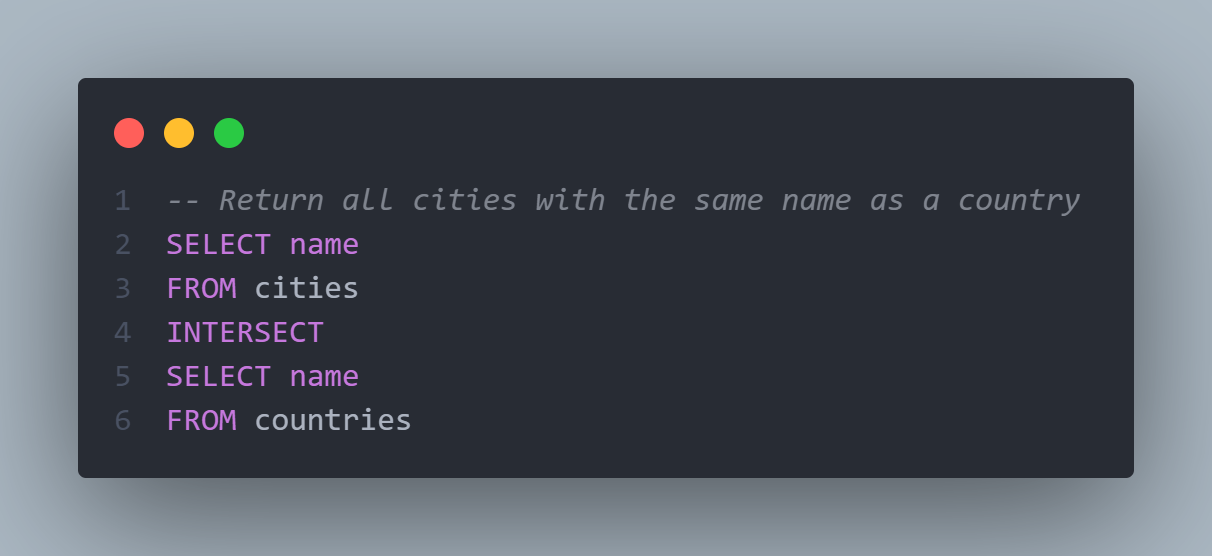 1 -- Return all cities with the same name as a country
2 SELECT name
3 FROM cities
4 INTERSECT
5 SELECT name
6 FROM countries